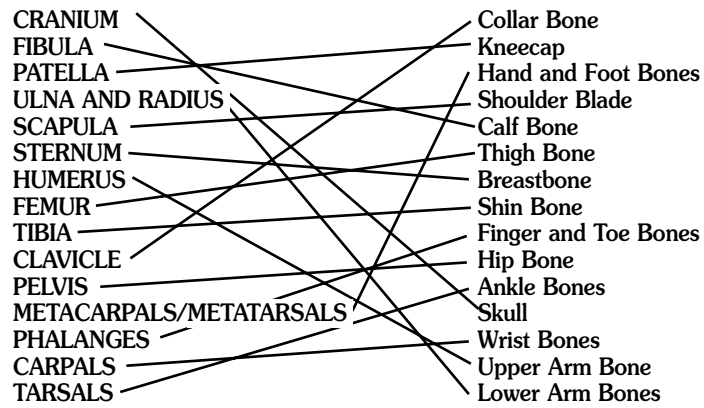 CRANIUM
FIBULA
PATELLA
ULNA AND RADIUS
SCAPULA
STERNUM
HUMERUS
FEMUR
TIBIA
CLAVICLE
PELVIS
METACARPALS/METATARSALS
PHALANGES
CARPALS
TARSALS
Collar Bone
Kneecap
Hand and Foot Bones
Shoulder Blade
Calf Bone
Thigh Bone
Breastbone
Shin Bone
Finger and Toe Bones
Hip Bone
Ankle Bones
Skull
Wrist Bones
Upper Arm Bone
Lower Arm Bones